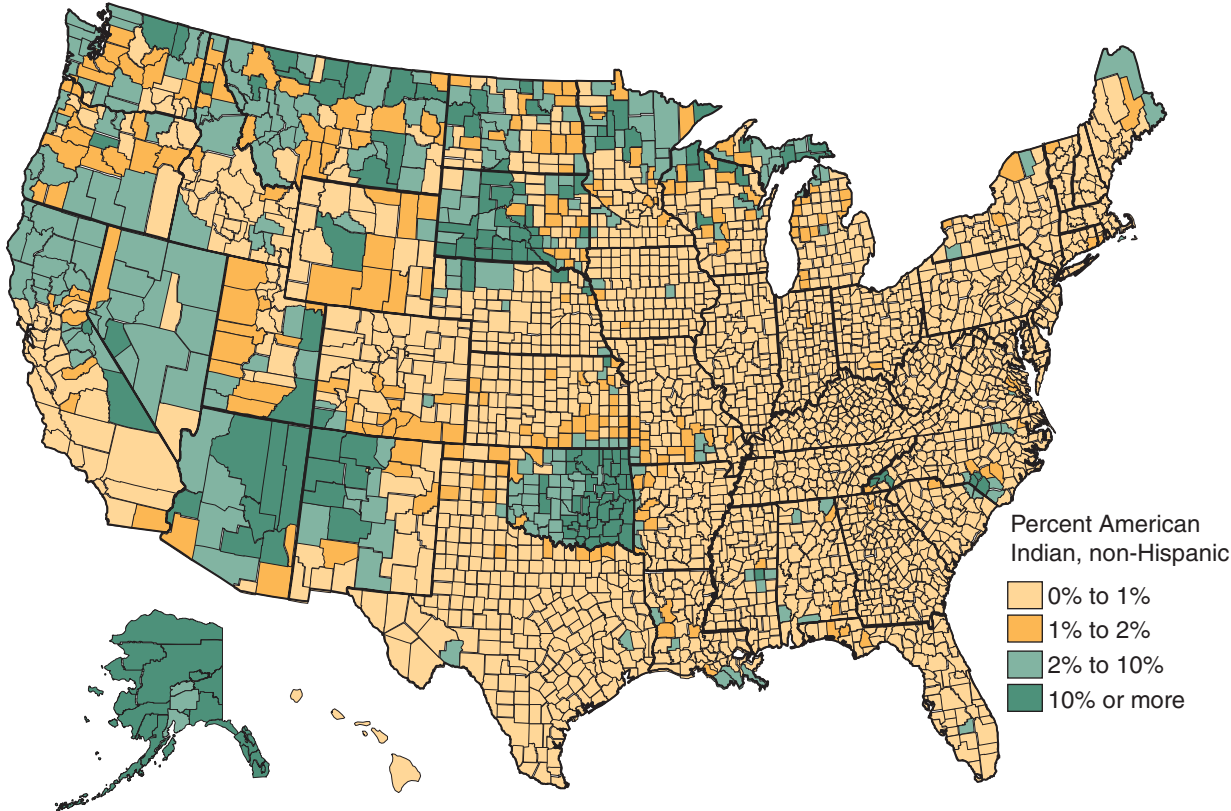 Percent American
Indian, non-Hispanic
0% to 1%
1% to 2%
2% to 10%
10% or more